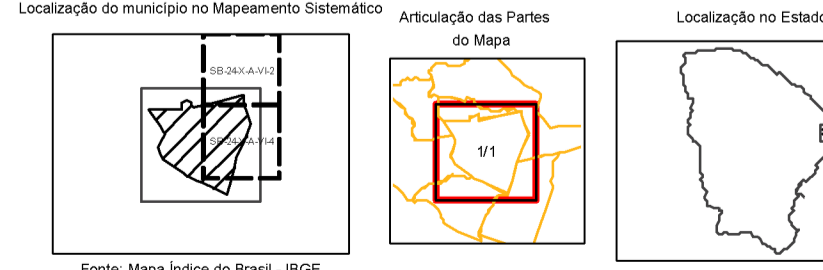 Localização do município no Mapeamento Sistemático
Articulação das Partes
do Mapa
Localização no Estado
SB-24-X-A-VI-2
SB-24-X-A-VI-4
1/1
Fonte: Mapa Índice do Brasil - IBGE